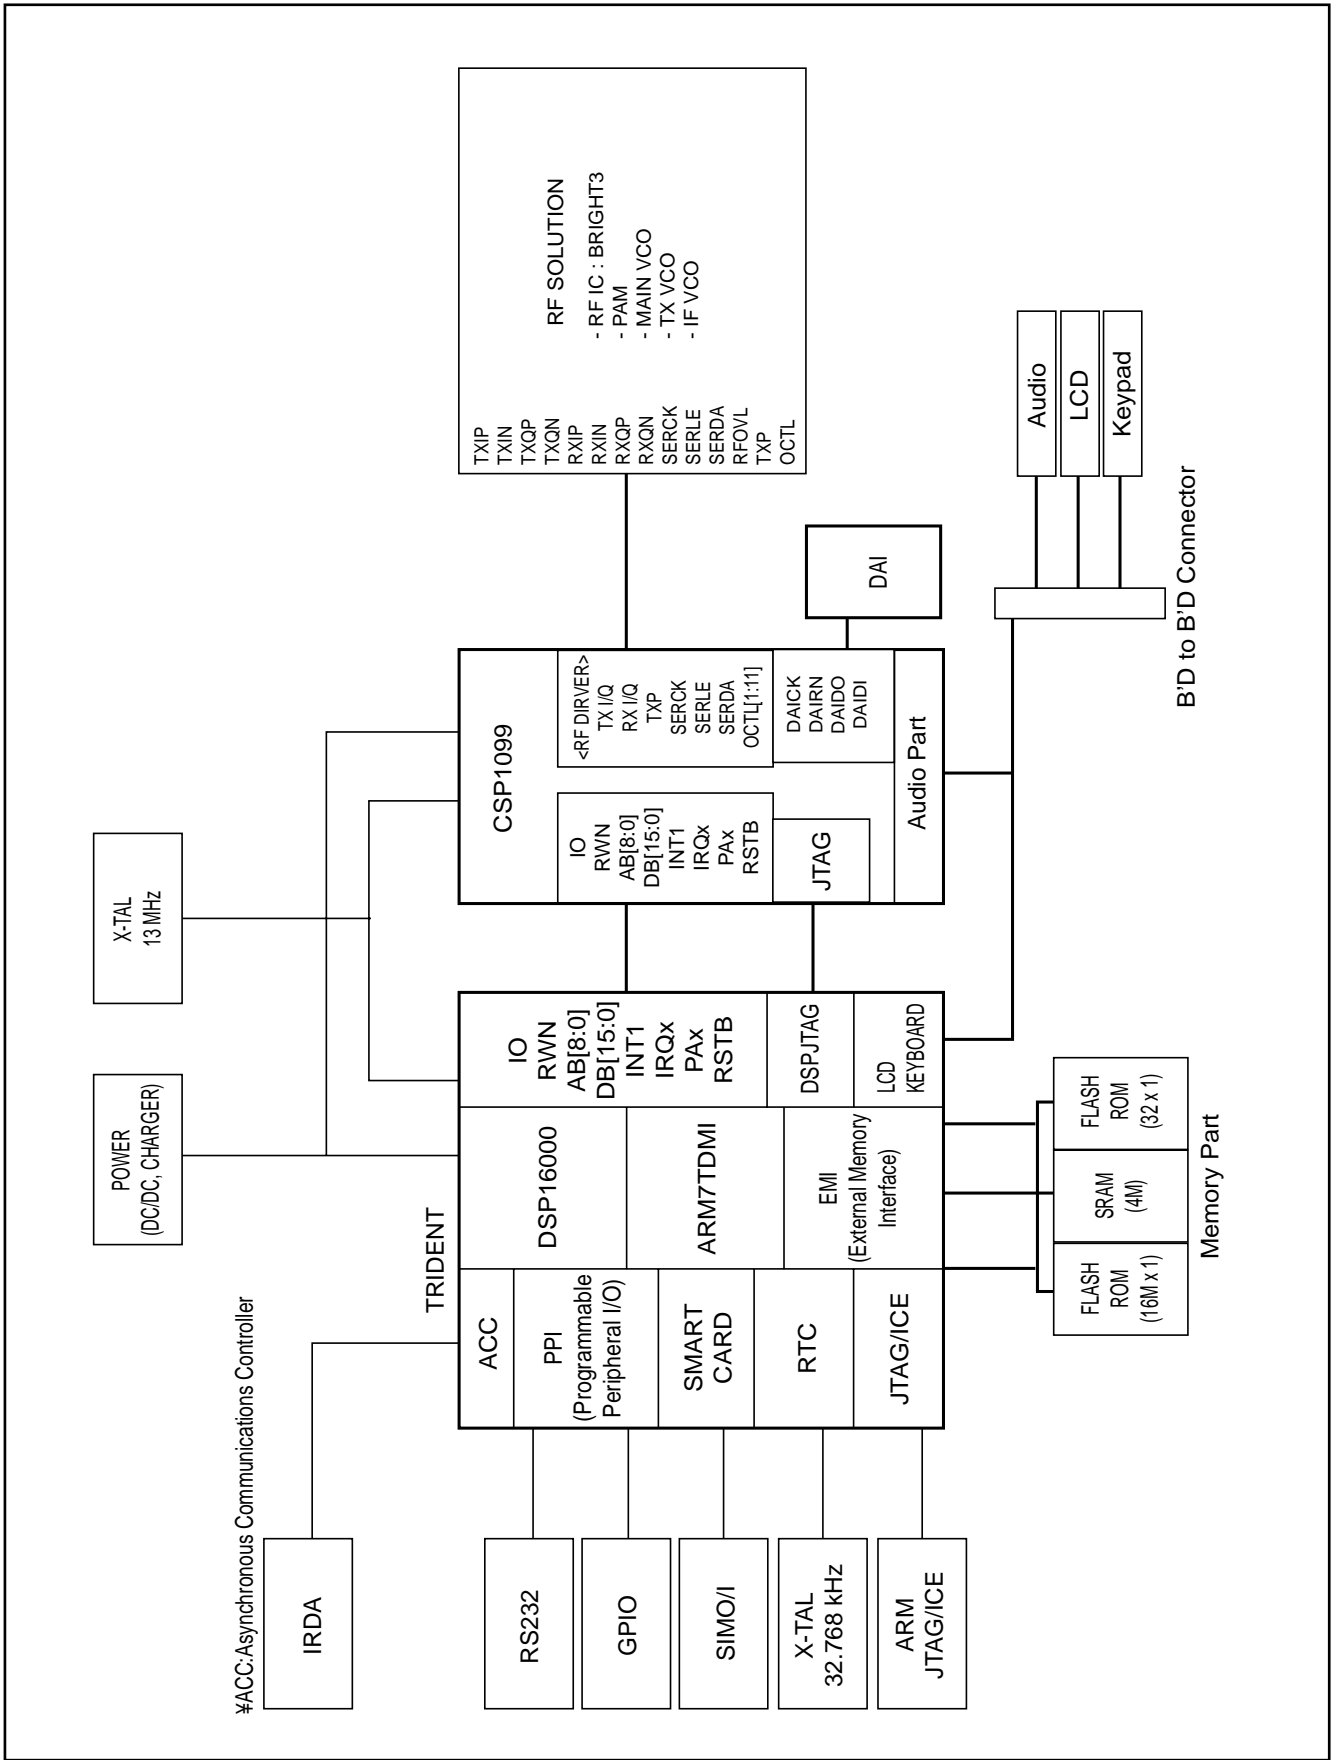 ¥ACC:Asynchronous Communications Controller
IRDA
RS232
GPIO
SIMO/I
X-TAL
32.768 kHz
ARM
JTAG/ICE
POWER
(DC/DC, CHARGER)
X-TAL
13 MHz
TRIDENT
ACC
PPI
(Programmable
Peripheral I/O)
SMART
CARD
RTC
JTAG/ICE
DSP16000
ARM7TDMI
EMI
(External Memory
Interface)
IO
RWN
AB[8:0]
DB[15:0]
INT1
IRQx
PAx
RSTB
DSPJTAG
LCD
KEYBOARD
FLASH
ROM
(16M x 1)
SRAM
(4M)
FLASH
ROM
(32 x 1)
Memory Part
CSP1099
IO
RWN
AB[8:0]
DB[15:0]
INT1
IRQx
PAx
RSTB
JTAG
<RF DIRVER>
TX I/Q
RX I/Q
TXP
SERCK
SERLE
SERDA
OCTL[1:11]
DAICK
DAIRN
DAIDO
DAIDI
Audio Part
DAI
TXIP
TXIN
TXQP
TXQN
RXIP
RXIN
RXQP
RXQN
SERCK
SERLE
SERDA
RFOVL
TXP
OCTL
RF SOLUTION
- RF IC : BRIGHT3
- PAM
- MAIN VCO
- TX VCO
- IF VCO
Audio
LCD
Keypad
B'D to B'D Connector